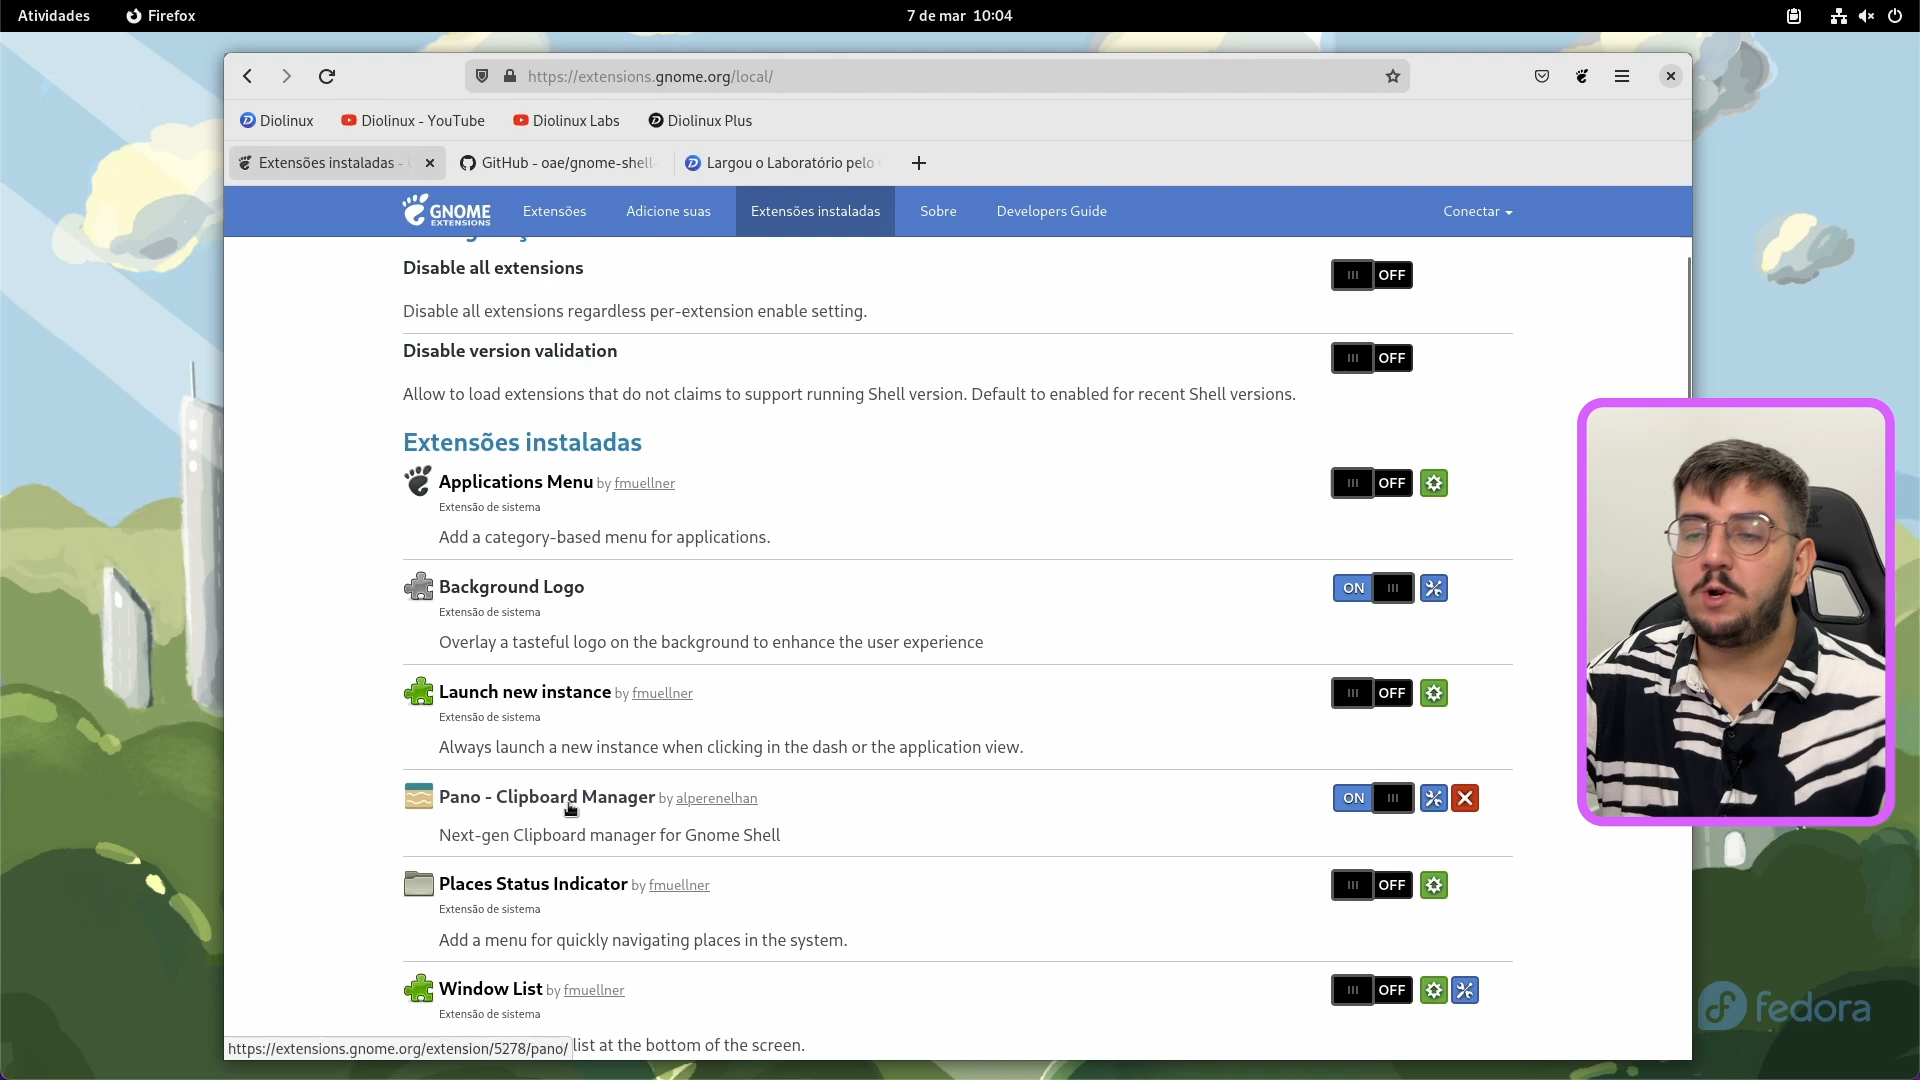 Atividades
Firefox
7 de mar 10:04
https://extensions.gnome.org/local/
Diolinux
Diolinux - YouTube
Diolinux Labs
Diolinux Plus
Extensões instaladas -
GitHub - oae/gnome-shell-
Largou o Laboratório pelo
GNOME
EXTENSIONS
Extensões
Adicione suas
Extensões instaladas
Sobre
Developers Guide
Conectar
Disable all extensions
OFF
Disable all extensions regardless per-extension enable setting.
Disable version validation
OFF
Allow to load extensions that do not claims to support running Shell version. Default to enabled for recent Shell versions.
Extensões instaladas
Applications Menu by fmuellner
OFF
Extensão de sistema
Add a category-based menu for applications.
Background Logo
ON
Extensão de sistema
Overlay a tasteful logo on the background to enhance the user experience
Launch new instance by fmuellner
OFF
Extensão de sistema
Always launch a new instance when clicking in the dash or the application view.
Pano - Clipboard Manager by alperenelhan
ON
Next-gen Clipboard manager for Gnome Shell
Places Status Indicator by fmuellner
OFF
Extensão de sistema
Add a menu for quickly navigating places in the system.
Window List by fmuellner
OFF
Extensão de sistema
list at the bottom of the screen.
https://extensions.gnome.org/extension/5278/pano/
fedora